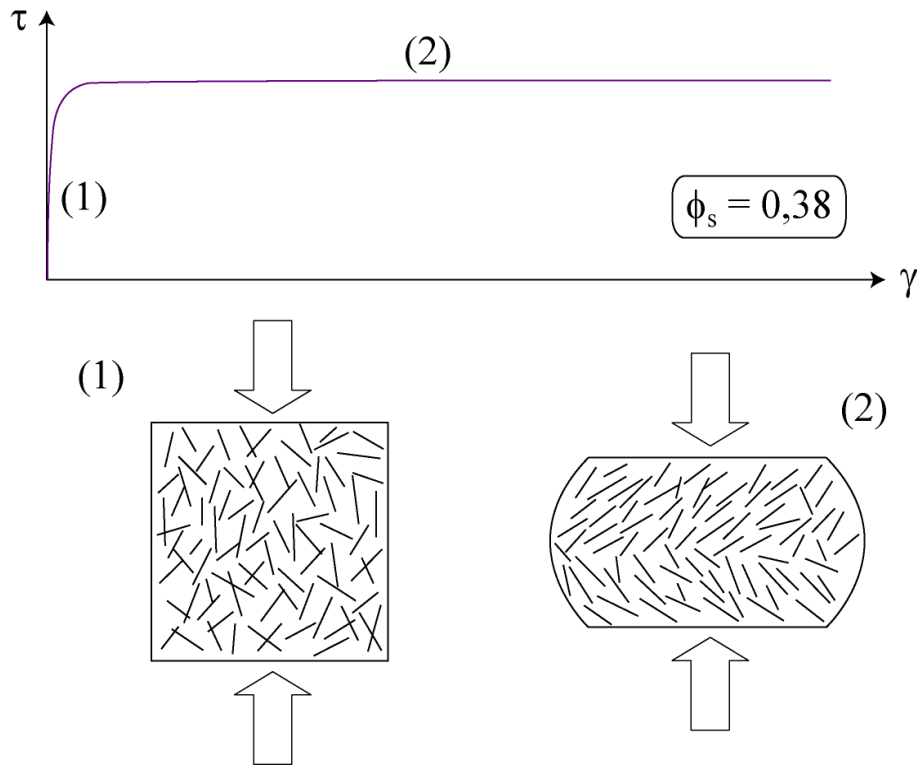 τ
(2)
(1)
ϕₛ = 0,38
γ
(1)
(2)